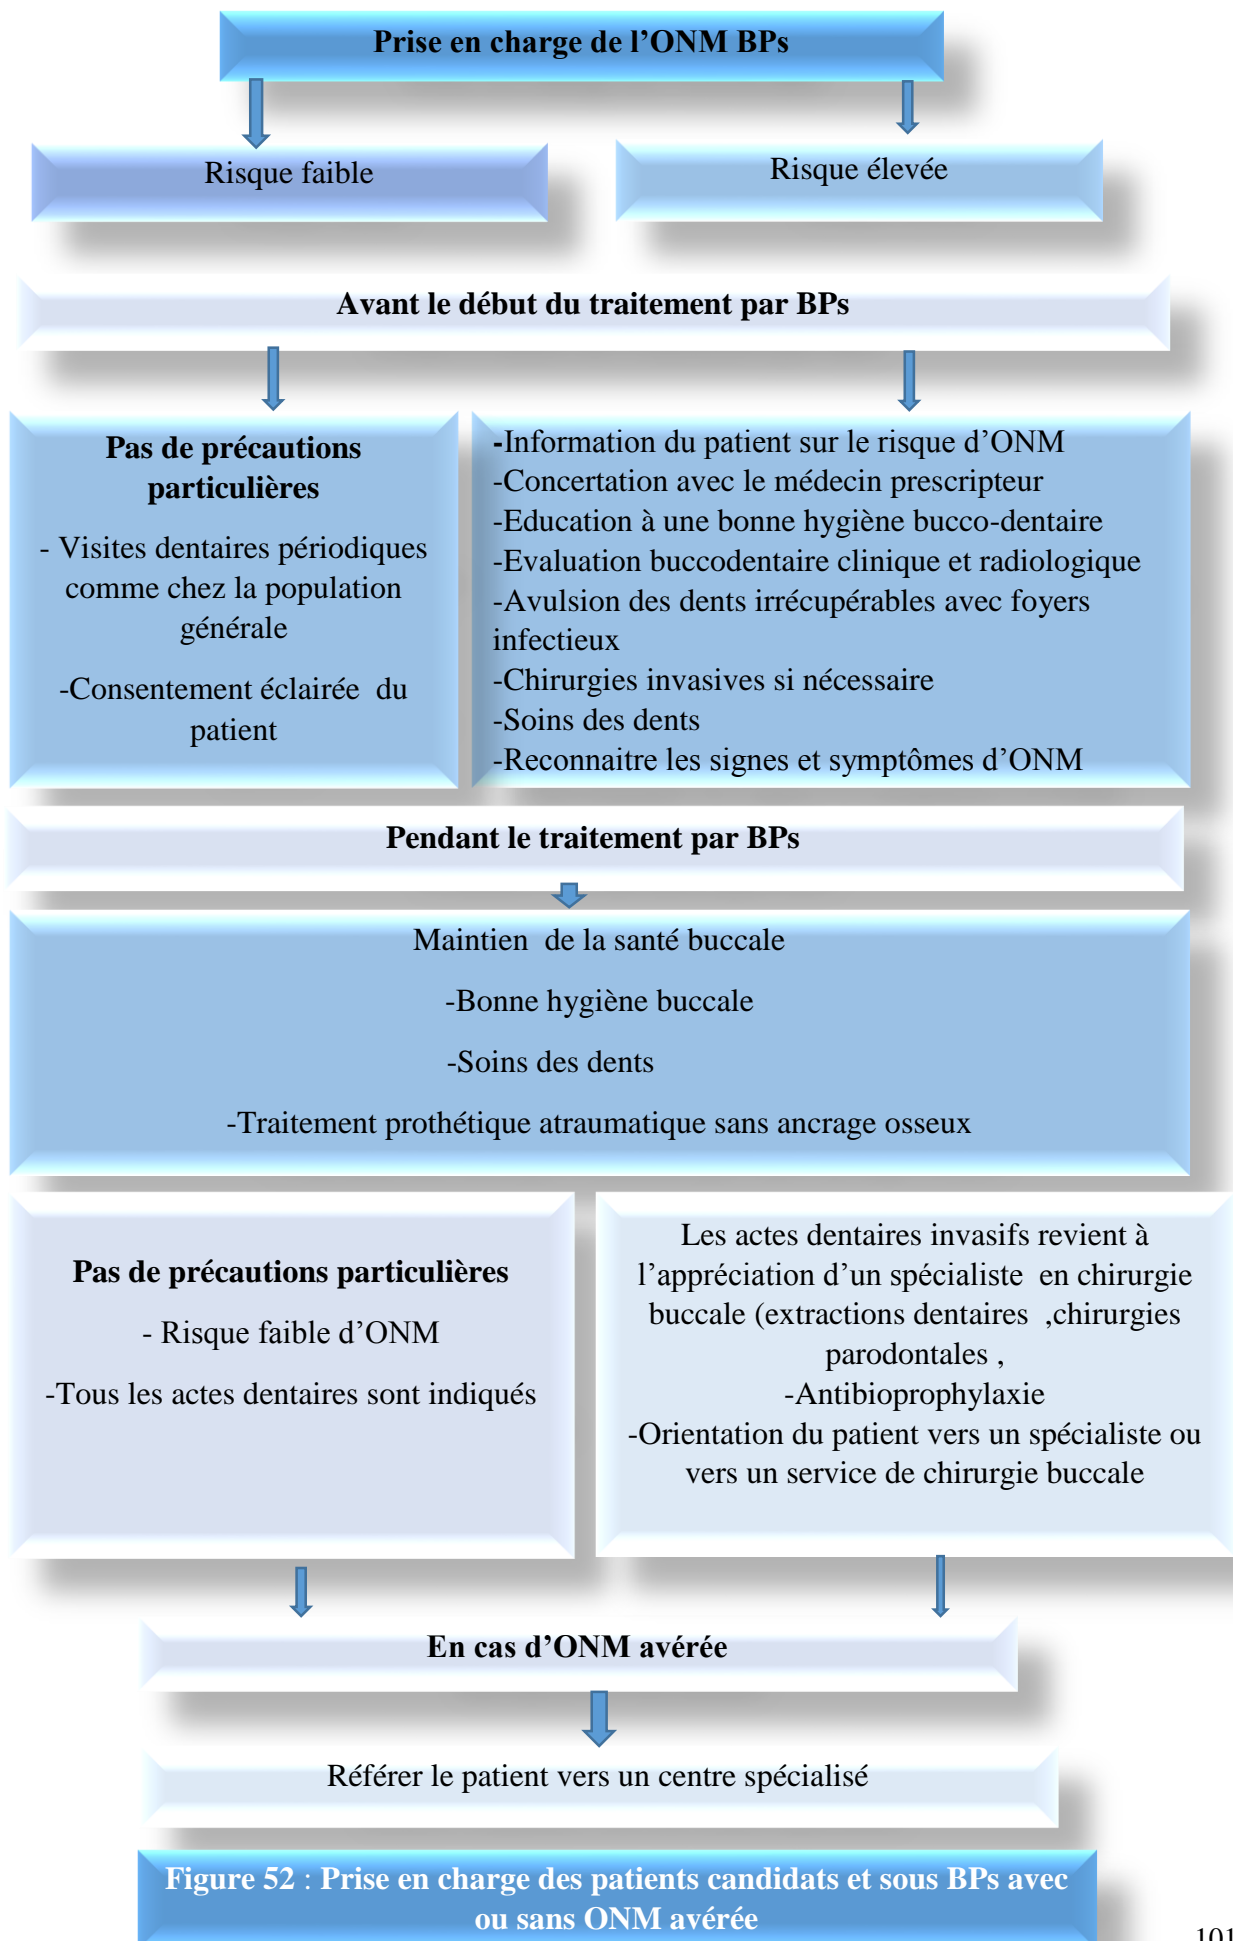 Prise en charge de l’ONM BPs
Risque faible
Risque élevée
Avant le début du traitement par BPs
Pas de précautions
particulières
- Visites dentaires périodiques
comme chez la population
générale
-Consentement éclairée du
patient
-Information du patient sur le risque d’ONM
-Concertation avec le médecin prescripteur
-Education à une bonne hygiène bucco-dentaire
-Evaluation buccodentaire clinique et radiologique
-Avulsion des dents irrécupérables avec foyers
infectieux
-Chirurgies invasives si nécessaire
-Soins des dents
-Reconnaitre les signes et symptômes d’ONM
Pendant le traitement par BPs
Maintien de la santé buccale
-Bonne hygiène buccale
-Soins des dents
-Traitement prothétique atraumatique sans ancrage osseux
Pas de précautions particulières
- Risque faible d’ONM
-Tous les actes dentaires sont indiqués
Les actes dentaires invasifs revient à
l’appréciation d’un spécialiste en chirurgie
buccale (extractions dentaires ,chirurgies
parodontales ,
-Antibioprophylaxie
-Orientation du patient vers un spécialiste ou
vers un service de chirurgie buccale
En cas d’ONM avérée
Référer le patient vers un centre spécialisé
Figure 52 : Prise en charge des patients candidats et sous BPs avec
ou sans ONM avérée
101